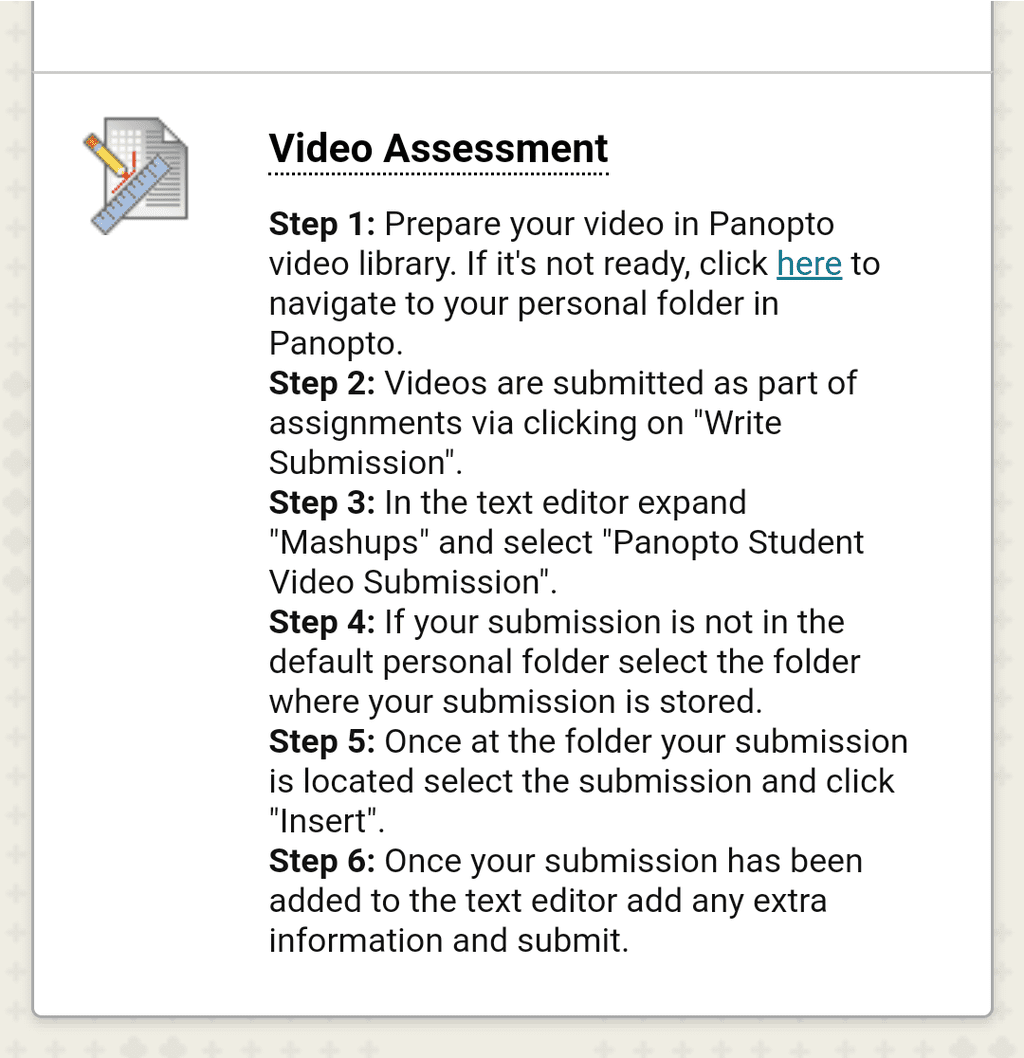 Video Assessment
Step 1: Prepare your video in Panopto
video library. If it's not ready, click here to
navigate to your personal folder in
Panopto.
Step 2: Videos are submitted as part of
assignments via clicking on "Write
Submission".
Step 3: In the text editor expand
"Mashups" and select "Panopto Student
Video Submission".
Step 4: If your submission is not in the
default personal folder select the folder
where your submission is stored.
Step 5: Once at the folder your submission
is located select the submission and click
"Insert".
Step 6: Once your submission has been
added to the text editor add any extra
information and submit.